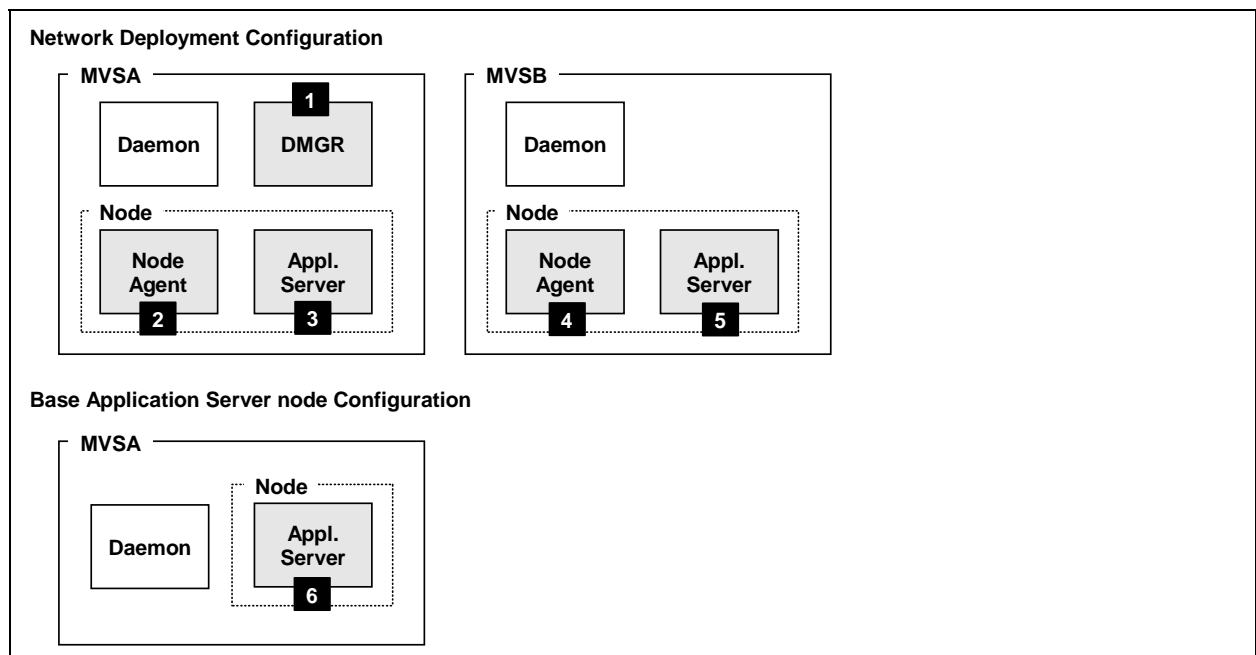 Network Deployment Configuration
MVSA
1
Daemon
DMGR
Node
Node
Agent
2
Appl.
Server
3
MVSB
Daemon
Node
Node
Agent
4
Appl.
Server
5
Base Application Server node Configuration
MVSA
Daemon
Node
Appl.
Server
6